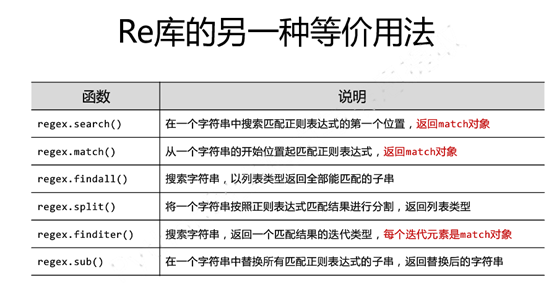 Re库的另一种等价用法
函数 说明
regex.search() 在一个字符串中搜索匹配正则表达式的第一个位置，返回match对象
regex.match() 从一个字符串的开始位置起匹配正则表达式，返回match对象
regex.findall() 搜索字符串，以列表类型返回全部能匹配的子串
regex.split() 将一个字符串按照正则表达式匹配结果进行分割，返回列表类型
regex.finditer() 搜索字符串，返回一个匹配结果的迭代类型，每个迭代元素是match对象
regex.sub() 在一个字符串中替换所有匹配正则表达式的子串，返回替换后的字符串